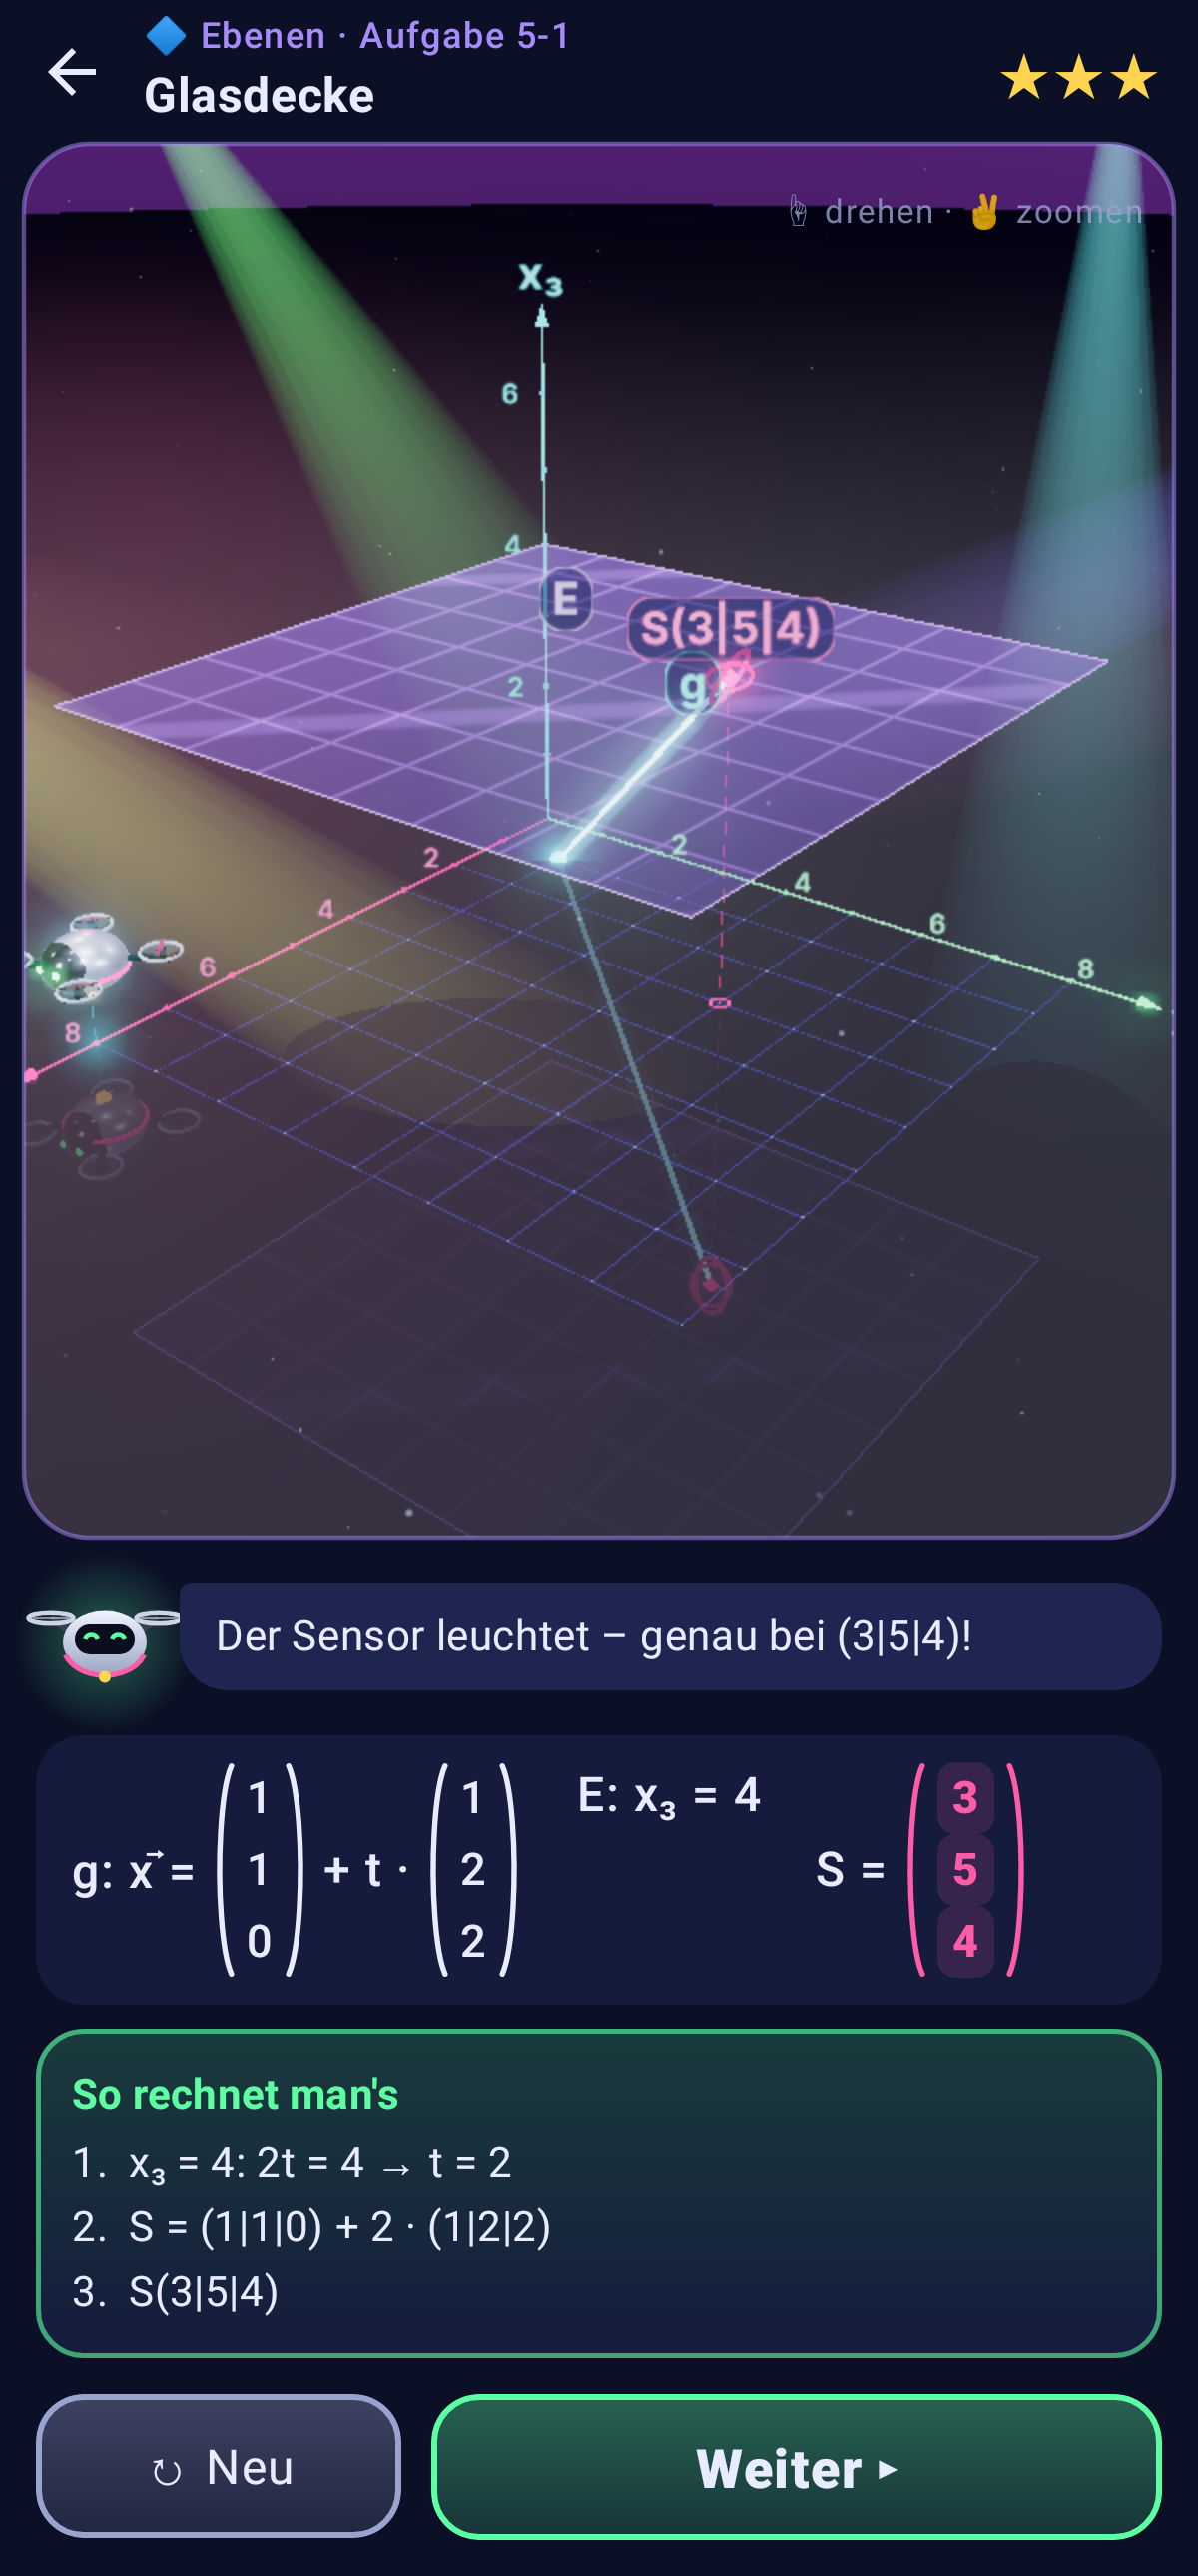 🔷 Ebenen · Aufgabe 5-1
Glasdecke
★★★
☝ drehen · ✌ zoomen
x₃
6
4
E
S(3|5|4)
g
2
2
2
4
4
6
6
8
8
Der Sensor leuchtet – genau bei (3|5|4)!
g: x⃗ = (1 1 0) + t · (1 2 2) E: x₃ = 4 S = (3 5 4)
So rechnet man's
1. x₃ = 4: 2t = 4 → t = 2
2. S = (1|1|0) + 2 · (1|2|2)
3. S(3|5|4)
↻ Neu
Weiter ▸